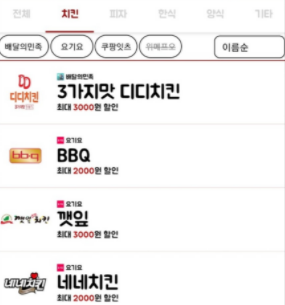 전체 치킨 피자 한식 양식 기타
배달의민족 요기요 쿠팡잇츠 위메프오 이름순
디디치킨
배달의민족
3가지맛 디디치킨
최대 3000원 할인
bbq
요기요
BBQ
최대 2000원 할인
요기요
깻잎
최대 3000원 할인
네네치킨
요기요
네네치킨
최대 2000원 할인